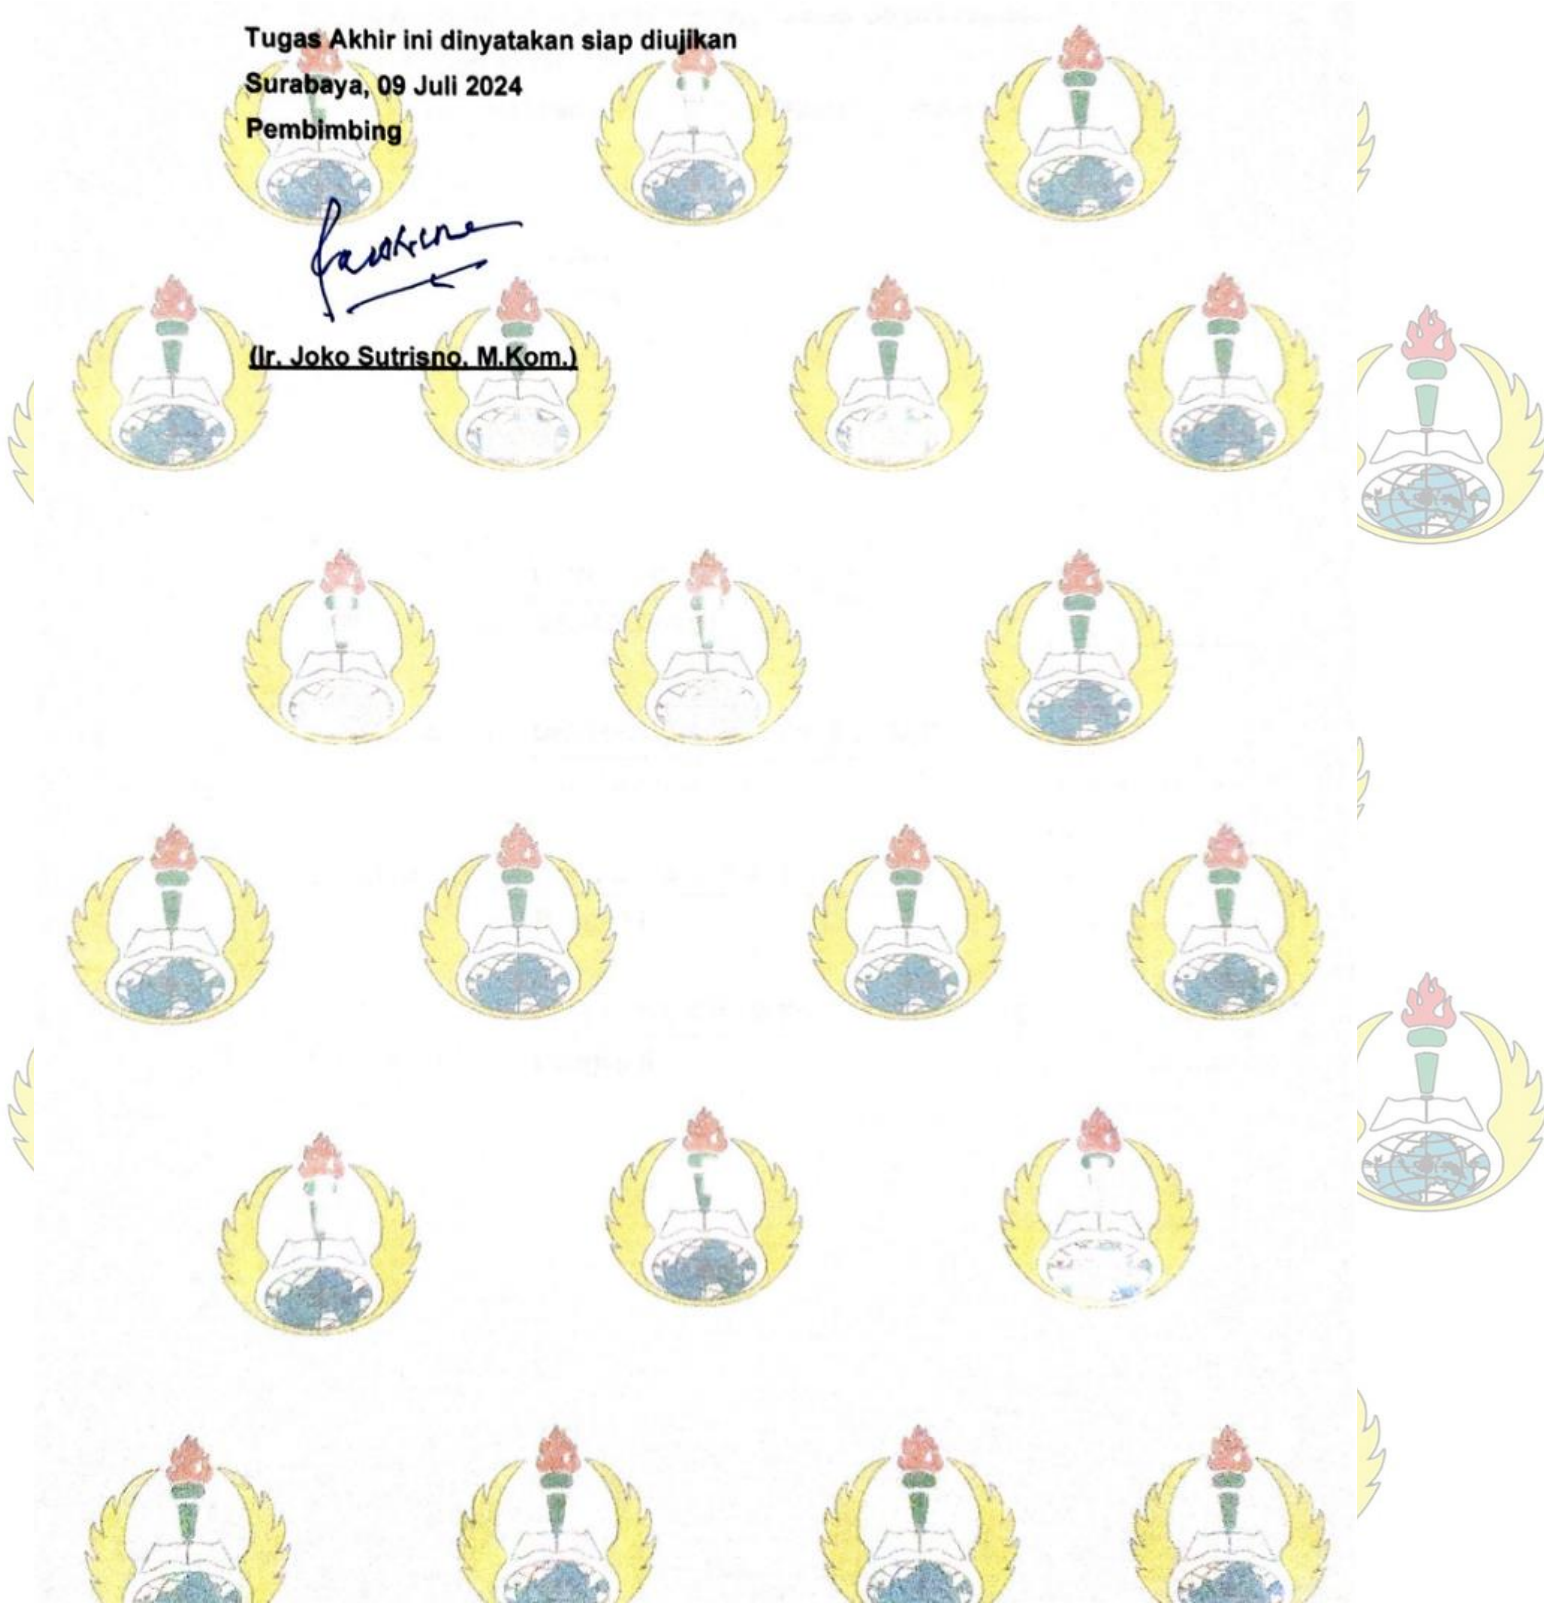 Tugas Akhir ini dinyatakan siap diujikan
Surabaya, 09 Juli 2024
Pembimbing
(Ir. Joko Sutrisno, M.Kom.)